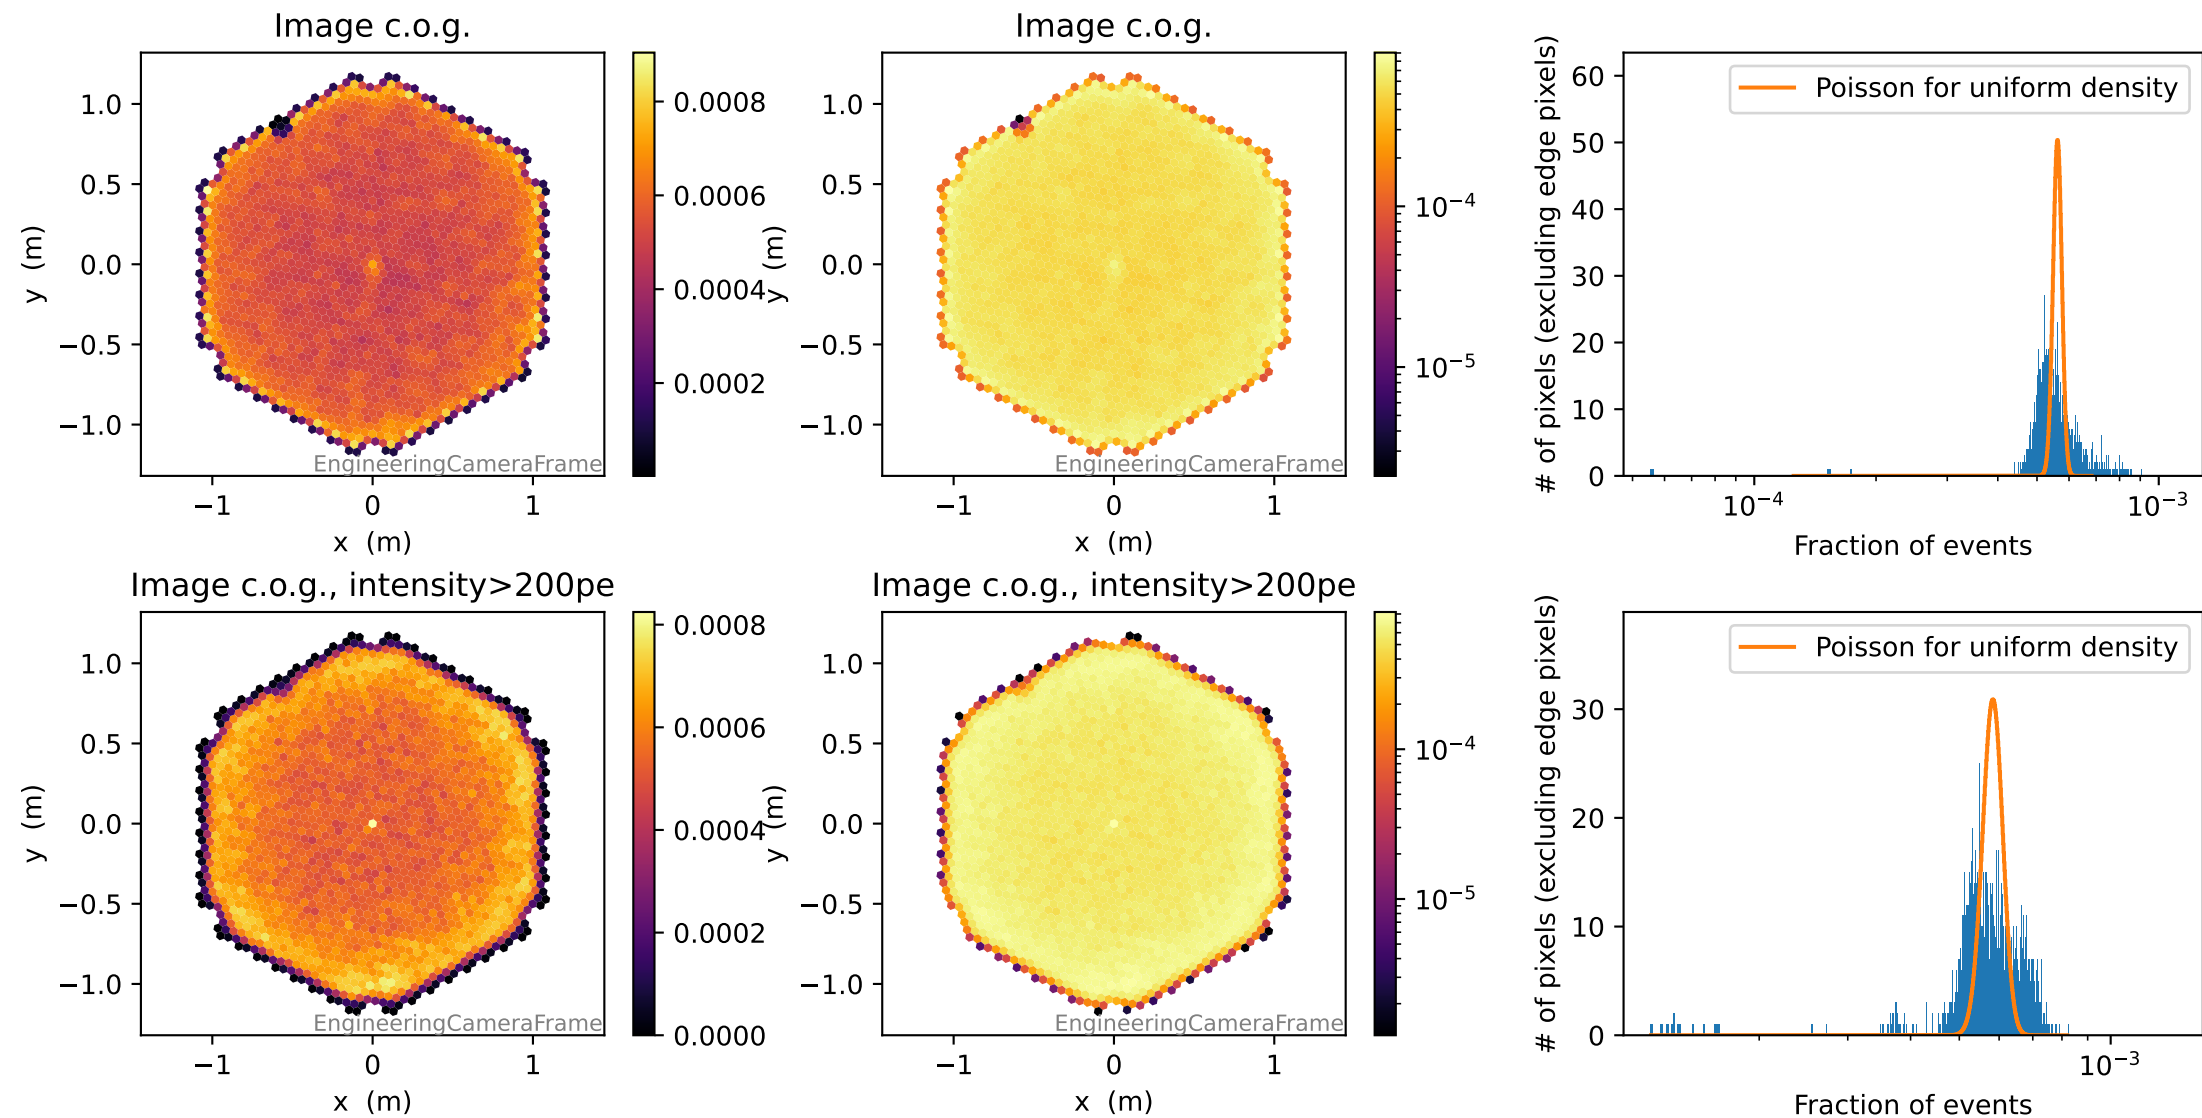 Image c.o.g.
y (m)
1.0
0.5
0.0
−0.5
−1.0
−1
0
1
x (m)
EngineeringCameraFrame
0.0008
0.0006
0.0004
0.0002
Image c.o.g.
y (m)
1.0
0.5
0.0
−0.5
−1.0
−1
0
1
x (m)
EngineeringCameraFrame
10−4
10−5
# of pixels (excluding edge pixels)
60
50
40
30
20
10
0
Poisson for uniform density
10−4
10−3
Fraction of events
Image c.o.g., intensity>200pe
y (m)
1.0
0.5
0.0
−0.5
−1.0
−1
0
1
x (m)
EngineeringCameraFrame
0.0008
0.0006
0.0004
0.0002
0.0000
Image c.o.g., intensity>200pe
y (m)
1.0
0.5
0.0
−0.5
−1.0
−1
0
1
x (m)
EngineeringCameraFrame
10−4
10−5
# of pixels (excluding edge pixels)
30
20
10
0
Poisson for uniform density
10−3
Fraction of events